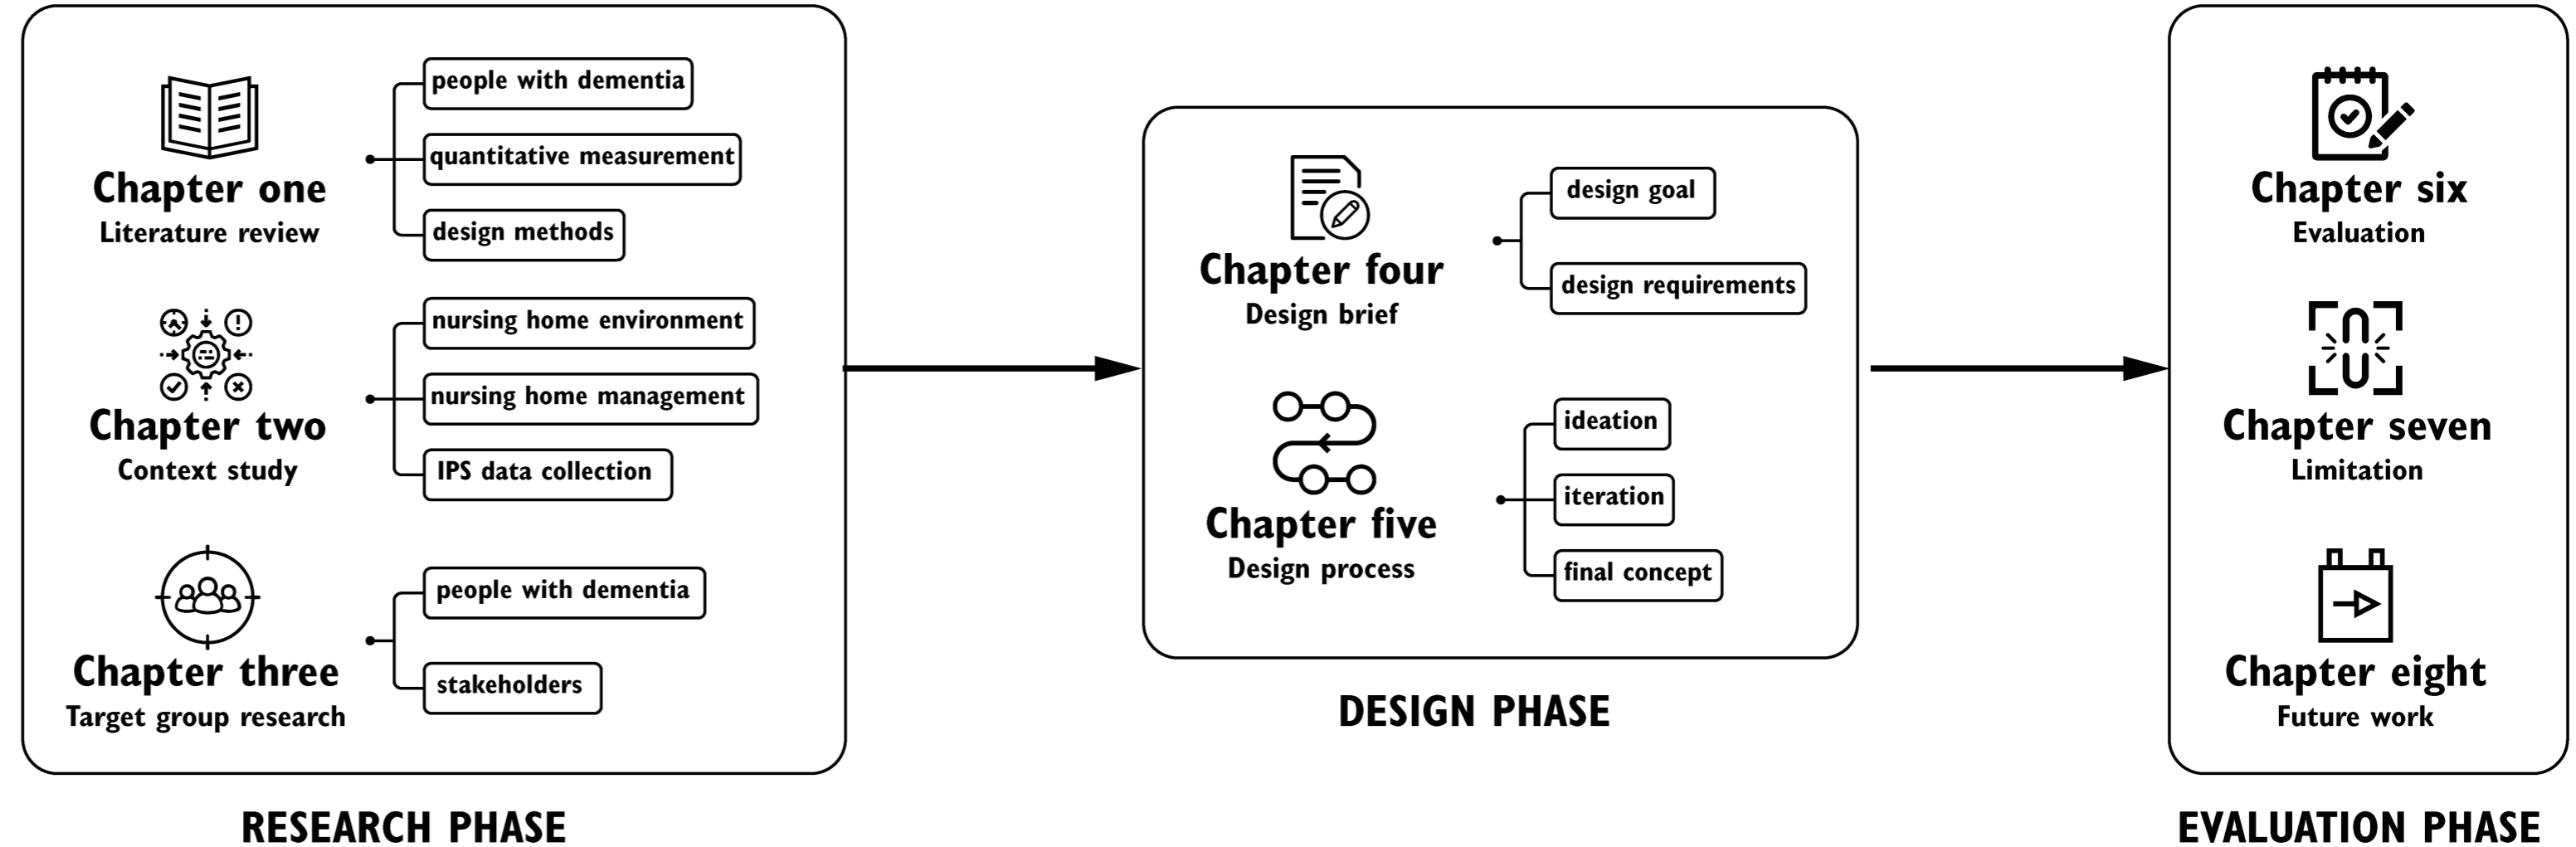 Chapter one
Literature review
people with dementia
quantitative measurement
design methods
Chapter two
Context study
nursing home environment
nursing home management
IPS data collection
Chapter three
Target group research
people with dementia
stakeholders
RESEARCH PHASE
Chapter four
Design brief
design goal
design requirements
Chapter five
Design process
ideation
iteration
final concept
DESIGN PHASE
Chapter six
Evaluation
Chapter seven
Limitation
Chapter eight
Future work
EVALUATION PHASE